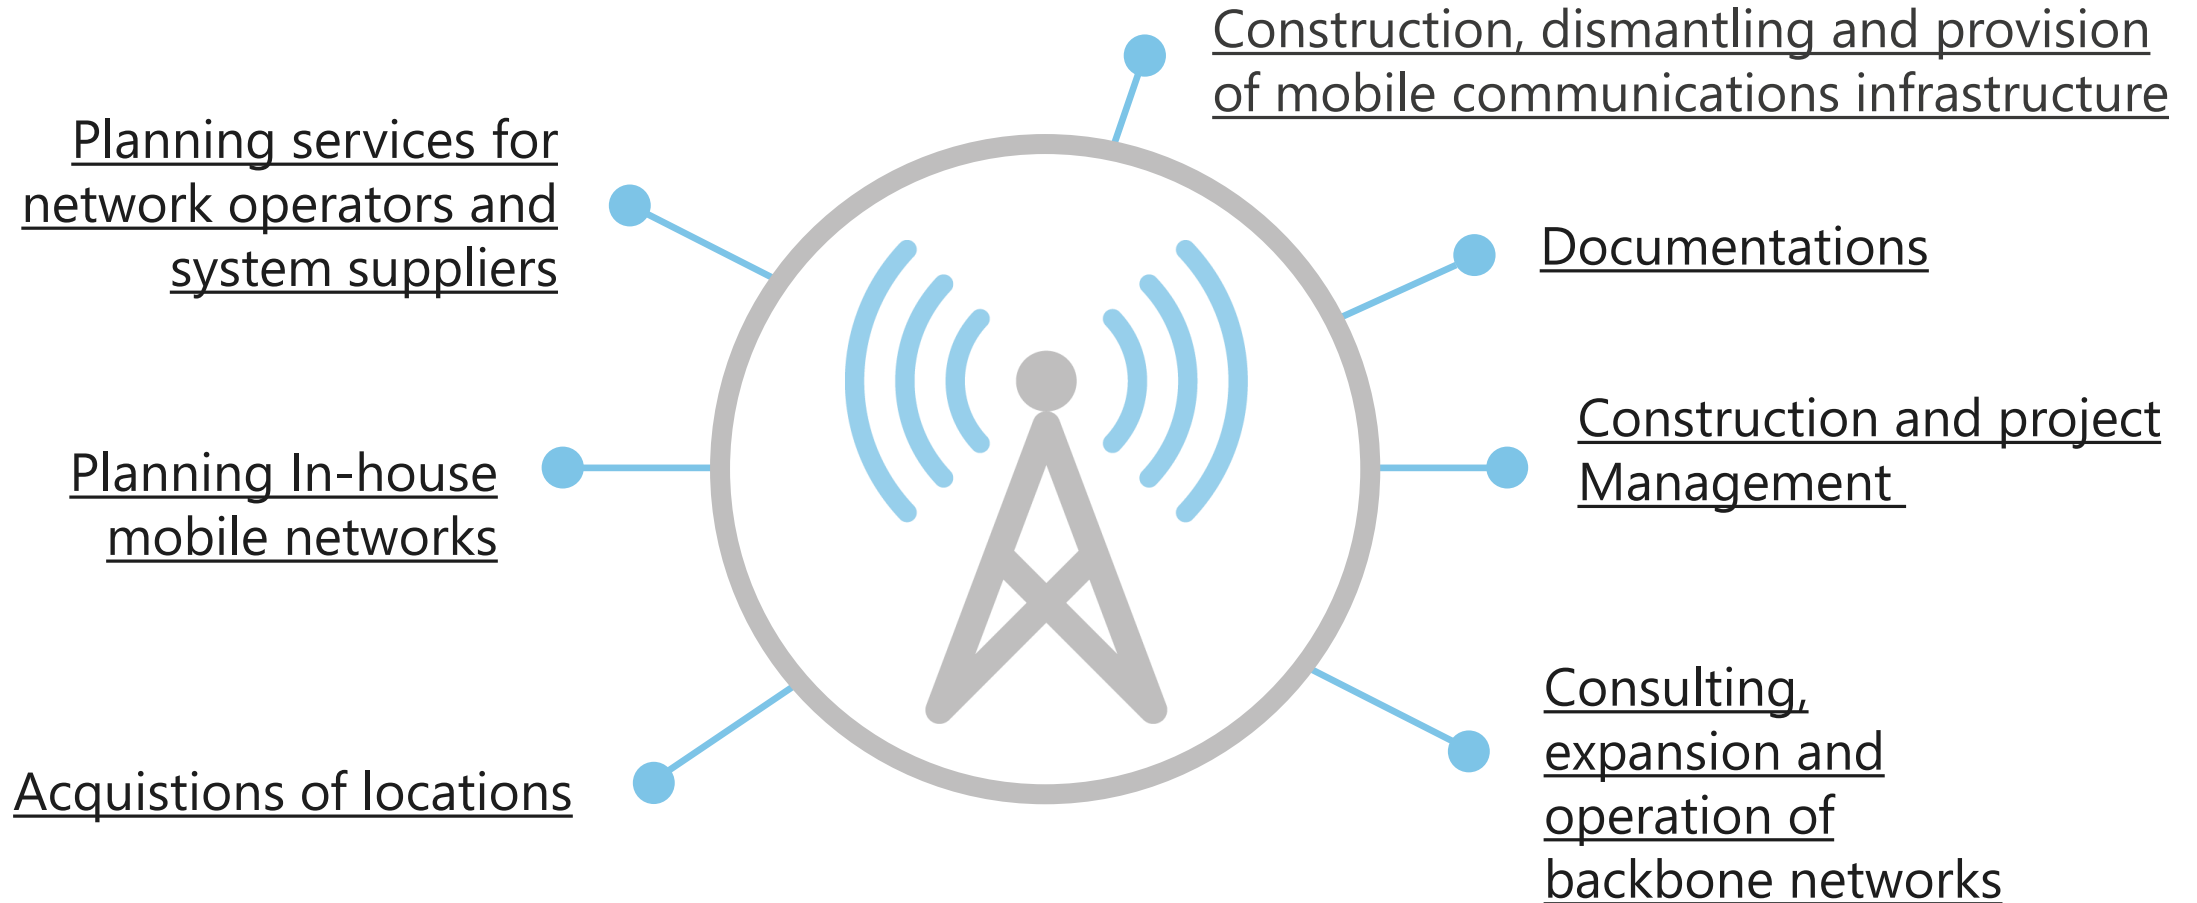 Construction, dismantling and provision
of mobile communications infrastructure
Planning services for
network operators and
system suppliers
Documentations
Construction and project
Management
Planning In-house
mobile networks
Consulting,
expansion and
operation of
backbone networks
Acquistions of locations